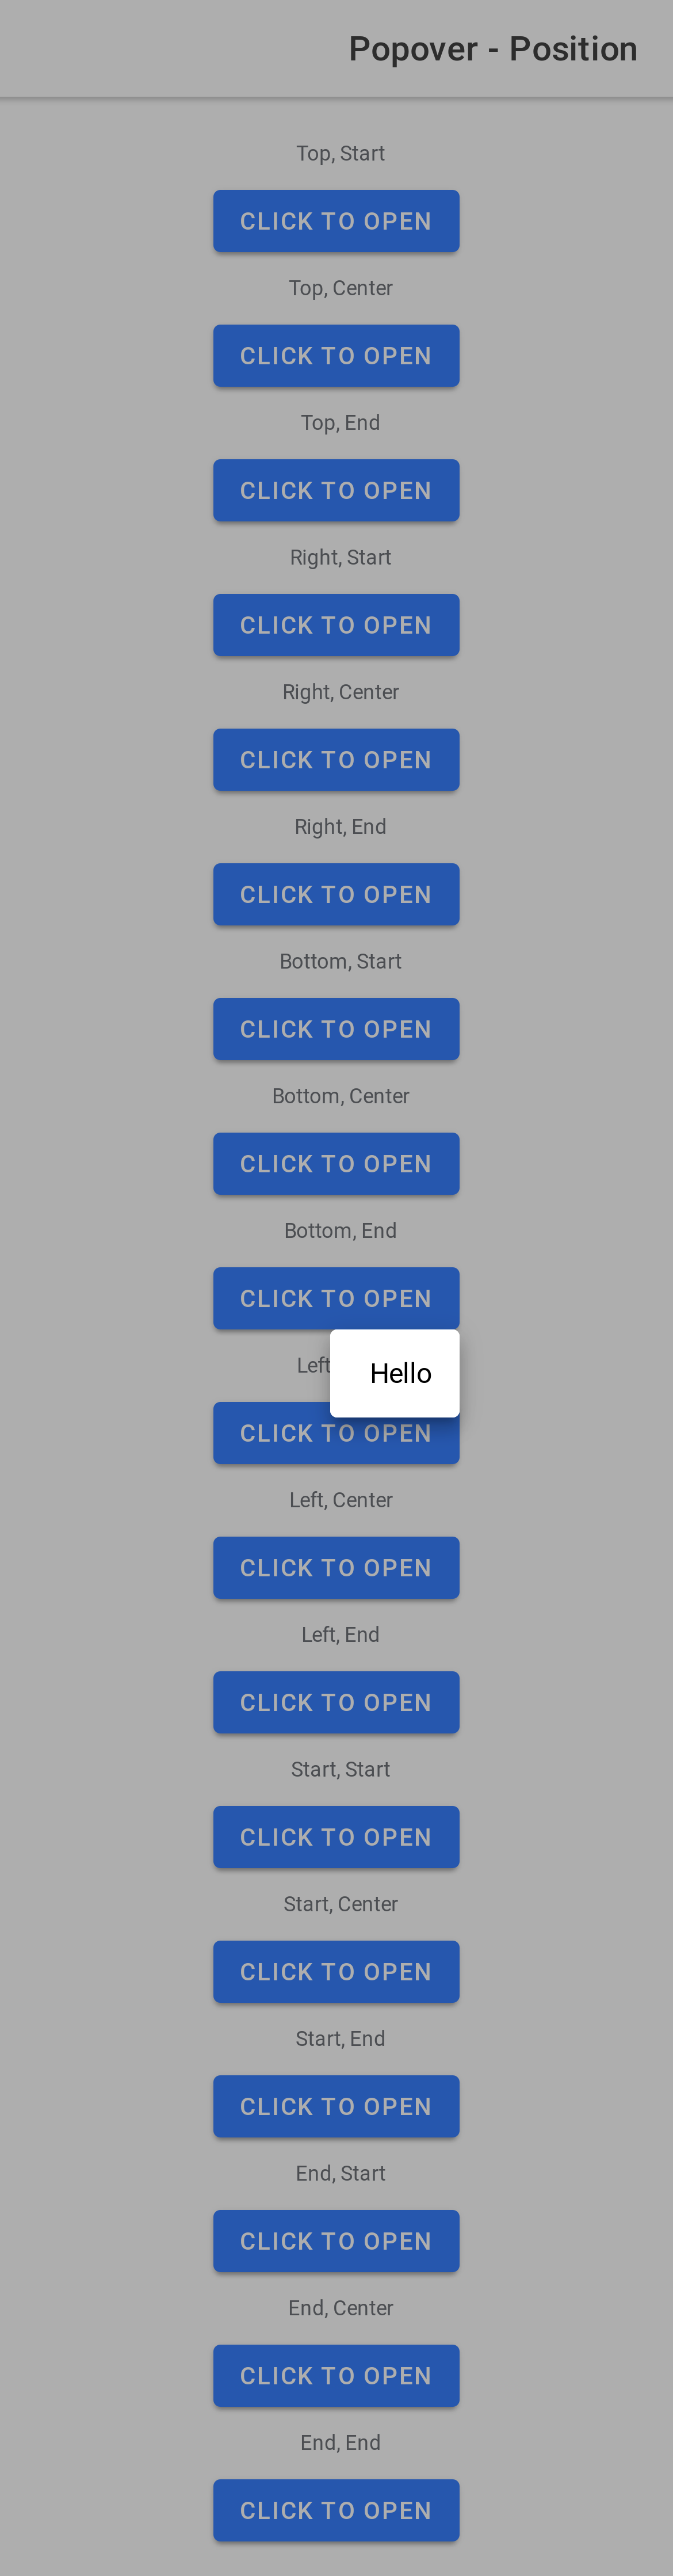 Popover - Position
Top, Start
CLICK TO OPEN
Top, Center
CLICK TO OPEN
Top, End
CLICK TO OPEN
Right, Start
CLICK TO OPEN
Right, Center
CLICK TO OPEN
Right, End
CLICK TO OPEN
Bottom, Start
CLICK TO OPEN
Bottom, Center
CLICK TO OPEN
Bottom, End
CLICK TO OPEN
Left
Hello
CLICK TO OPEN
Left, Center
CLICK TO OPEN
Left, End
CLICK TO OPEN
Start, Start
CLICK TO OPEN
Start, Center
CLICK TO OPEN
Start, End
CLICK TO OPEN
End, Start
CLICK TO OPEN
End, Center
CLICK TO OPEN
End, End
CLICK TO OPEN